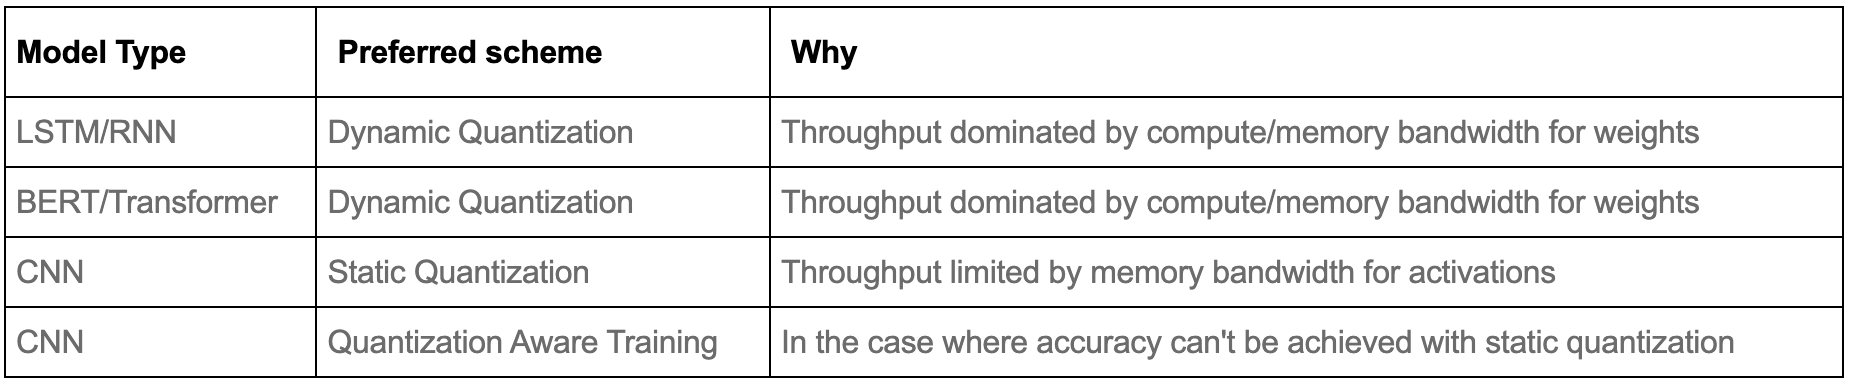 Model Type Preferred scheme Why
LSTM/RNN Dynamic Quantization Throughput dominated by compute/memory bandwidth for weights
BERT/Transformer Dynamic Quantization Throughput dominated by compute/memory bandwidth for weights
CNN Static Quantization Throughput limited by memory bandwidth for activations
CNN Quantization Aware Training In the case where accuracy can't be achieved with static quantization